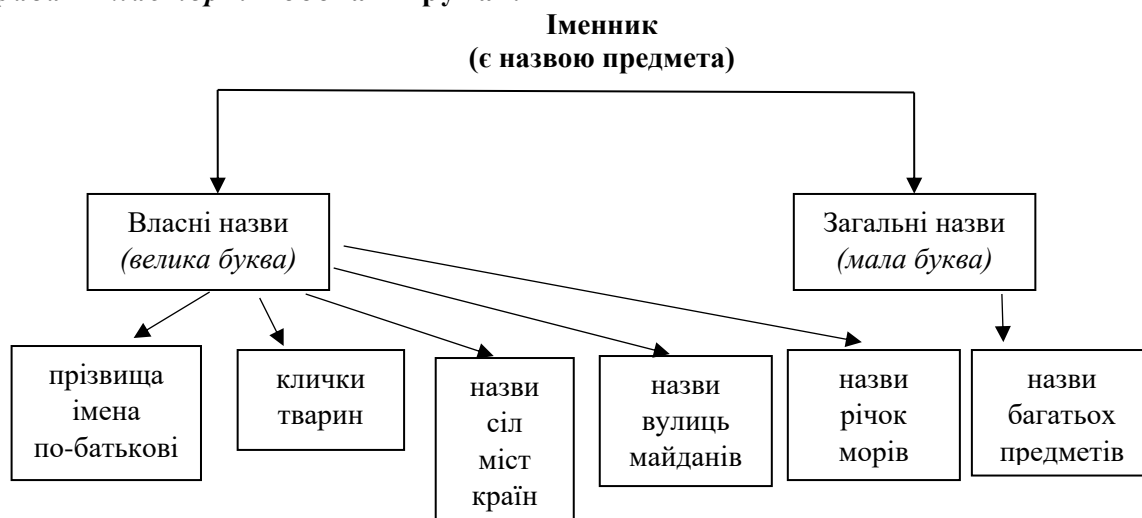 Іменник
(є назвою предмета)
Власні назви
(велика буква)
Загальні назви
(мала буква)
прізвища
імена
по-батькові
клички
тварин
назви
сіл
міст
країн
назви
вулиць
майданів
назви
річок
морів
назви
багатьох
предметів